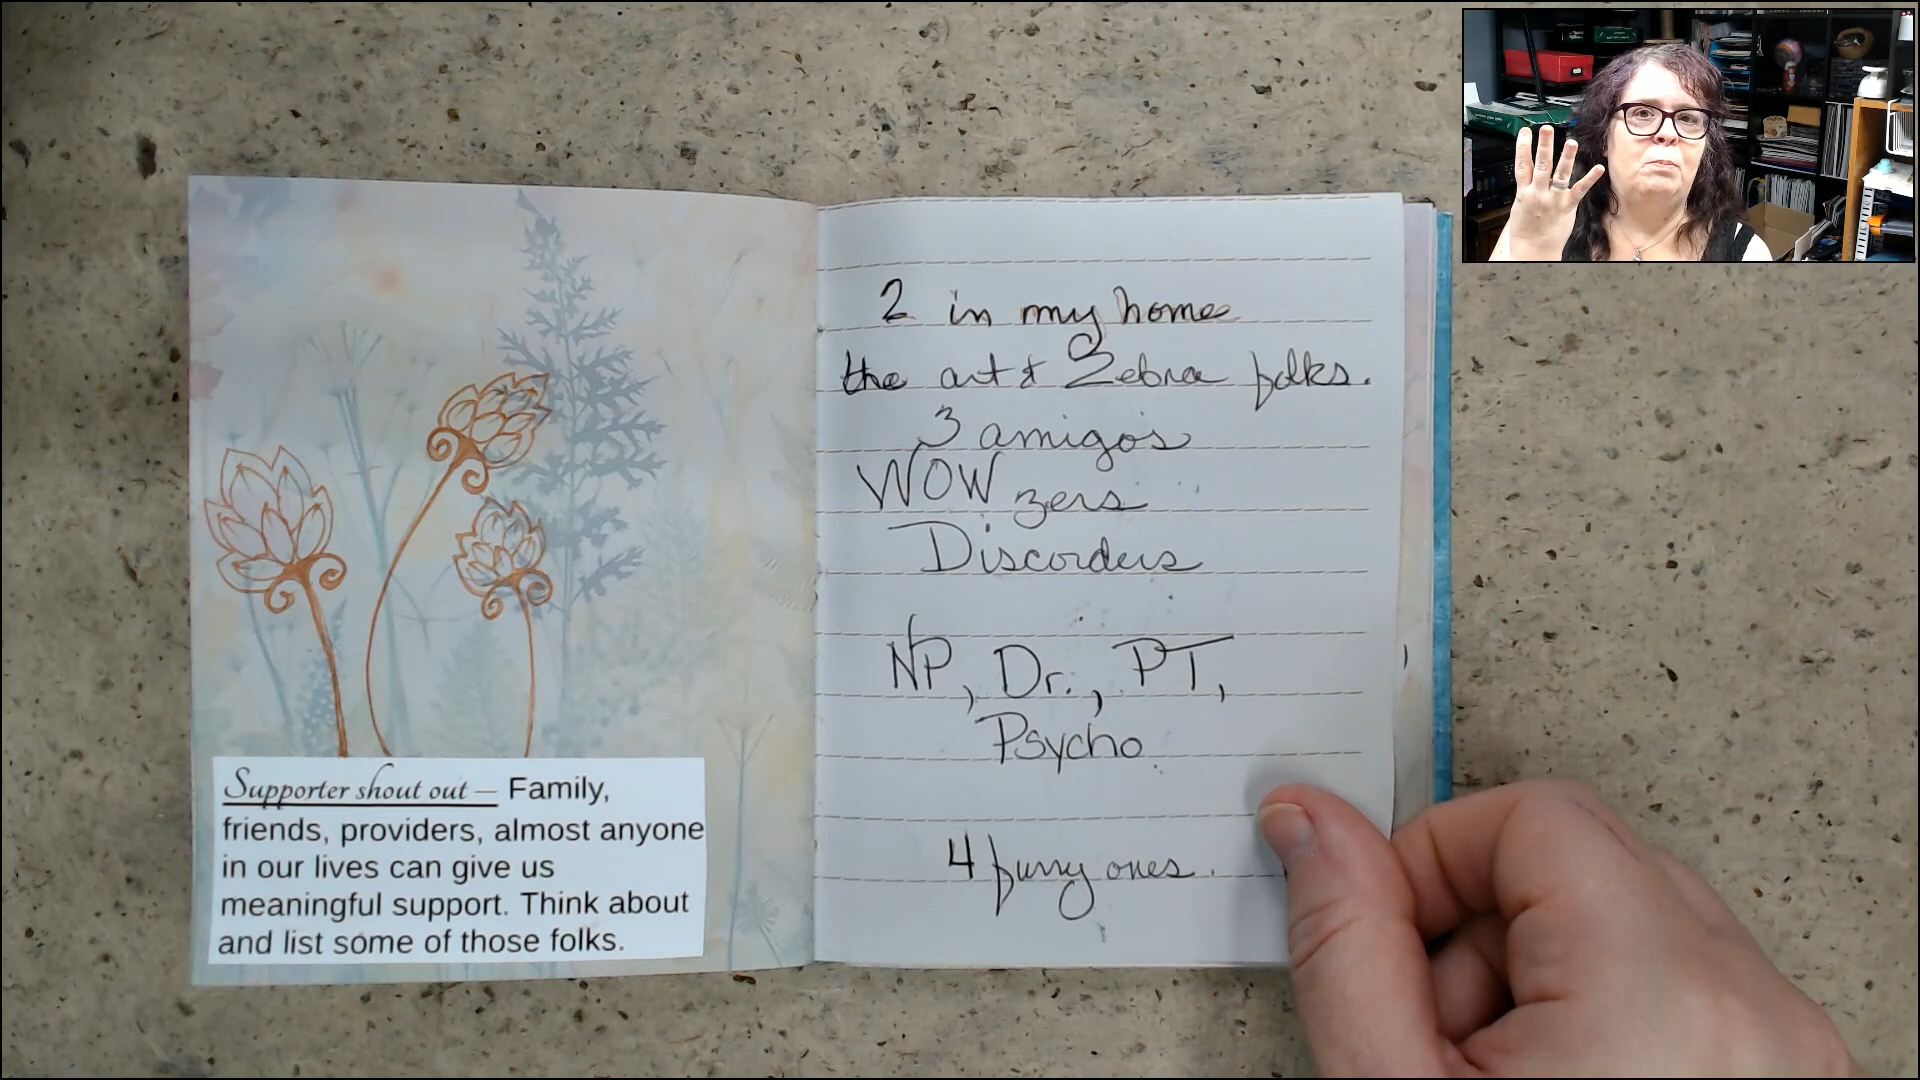 Supporter shout out — Family,
friends, providers, almost anyone
in our lives can give us
meaningful support. Think about
and list some of those folks.
2 in my home
the art & Zebra folks.
3 amigos
WOW zers
Discorders
NP, Dr., PT,
Psycho
4 furry ones.